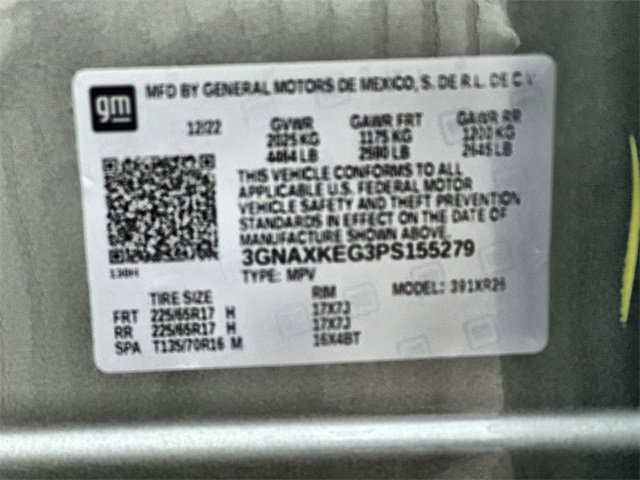 gm
MFD BY GENERAL MOTORS DE MEXICO, S. DE R.L. DE C.V.
12/22 GVWR GAWR FRT GAWR RR
2025 KG 1175 KG 1200 KG
4464 LB 2590 LB 2645 LB
THIS VEHICLE CONFORMS TO ALL
APPLICABLE U.S. FEDERAL MOTOR
VEHICLE SAFETY AND THEFT PREVENTION
STANDARDS IN EFFECT ON THE DATE OF
MANUFACTURE SHOWN ABOVE.
3GNAXKEG3PS155279
TYPE: MPV
MODEL: 391XR26
TIRE SIZE RIM
FRT 225/65R17 H 17X7J
RR 225/65R17 H 17X7J
SPA T135/70R16 M 16X4BT